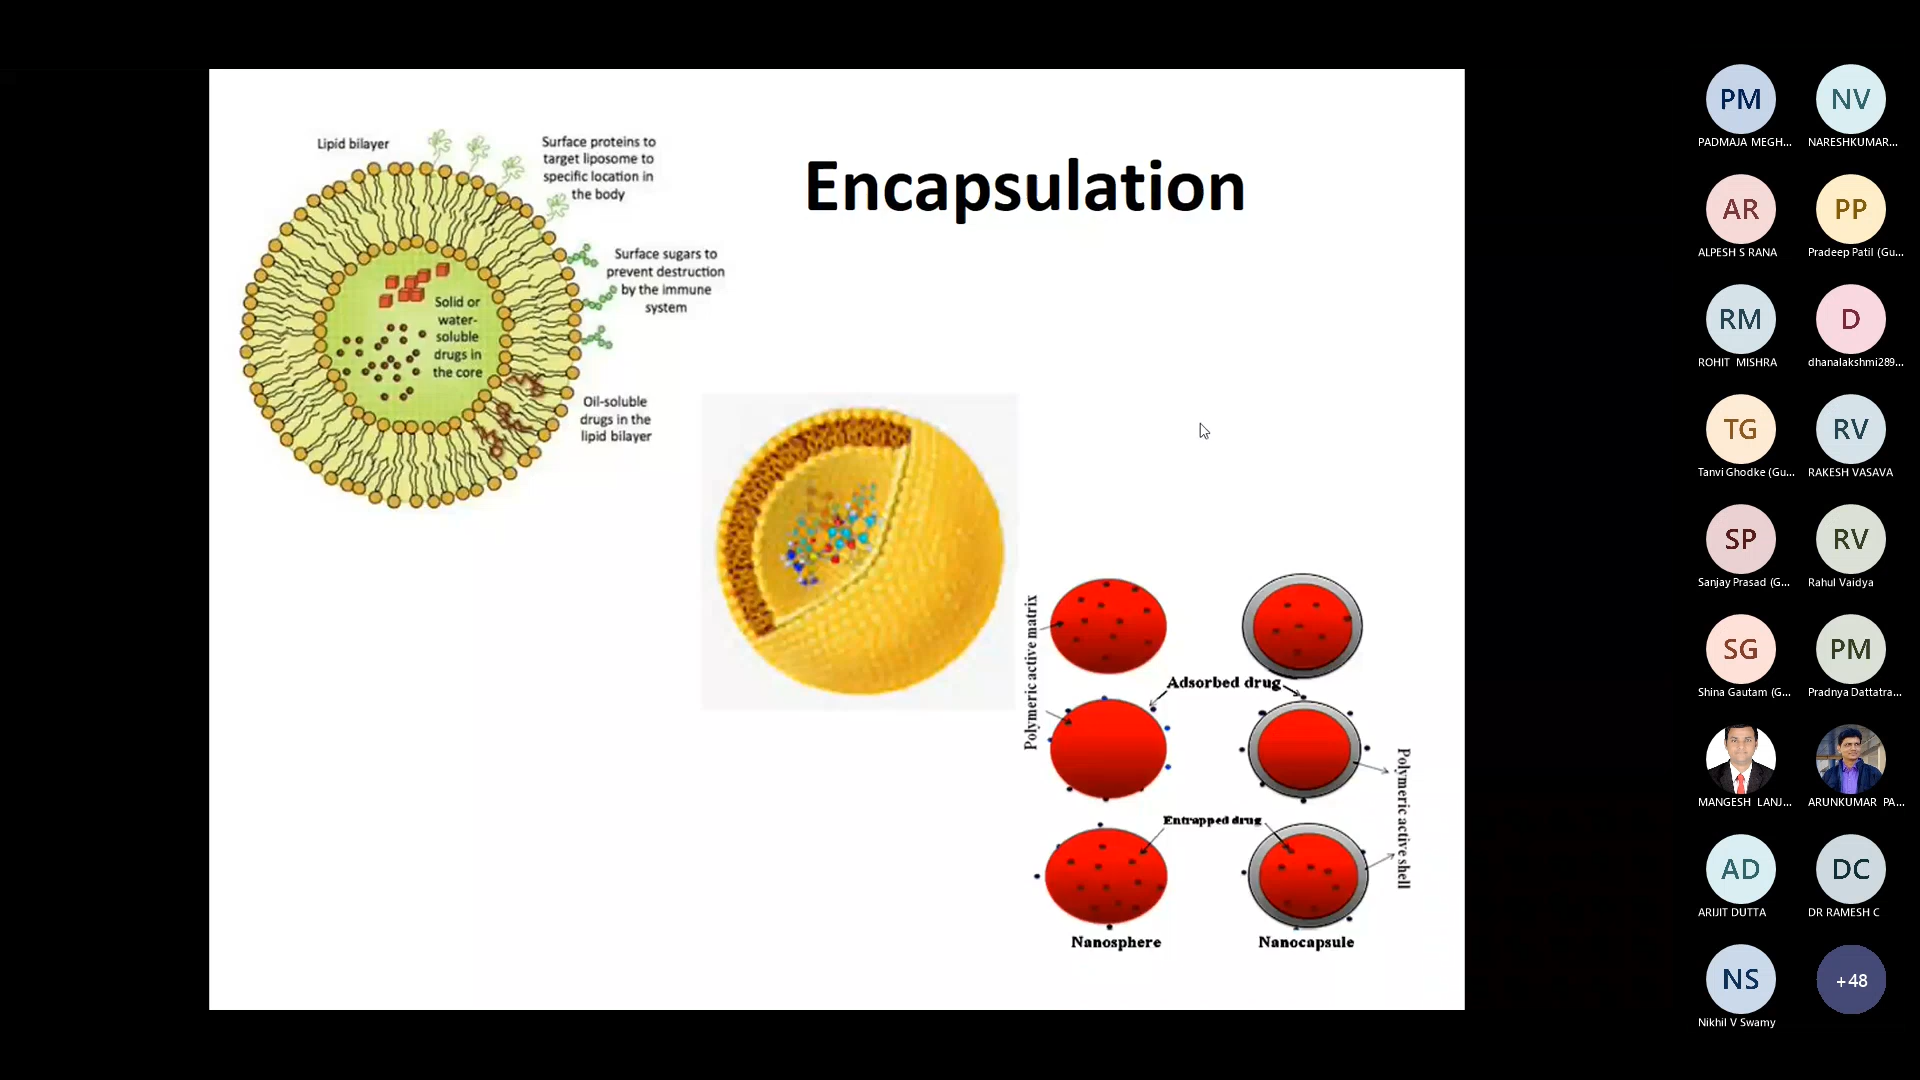 Encapsulation
Lipid bilayer
Surface proteins to
target liposome to
specific location in
the body
Surface sugars to
prevent destruction
by the immune
system
Solid or
water-
soluble
drugs in
the core
Oil-soluble
drugs in the
lipid bilayer
Polymeric active matrix
Adsorbed drug
Entrapped drug
Polymeric active shell
Nanosphere
Nanocapsule
PM
PADMAJA MEGH...
NV
NARESHKUMAR...
AR
ALPESH S RANA
PP
Pradeep Patil (Gu...
RM
ROHIT MISHRA
D
dhanalakshmi289...
TG
Tanvi Ghodke (Gu...
RV
RAKESH VASAVA
SP
Sanjay Prasad (G...
RV
Rahul Vaidya
SG
Shina Gautam (G...
PM
Pradnya Dattatra...
MANGESH LANJ...
ARUNKUMAR PA...
AD
ARIJIT DUTTA
DC
DR RAMESH C
NS
Nikhil V Swamy
+48